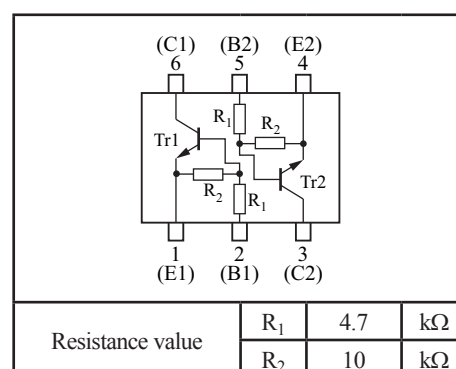 (C1) (B2) (E2)
6 5 4
R1 R2
Tr1
Tr2
R2 R1
1 2 3
(E1) (B1) (C2)
Resistance value R1 4.7 kΩ
R2 10 kΩ